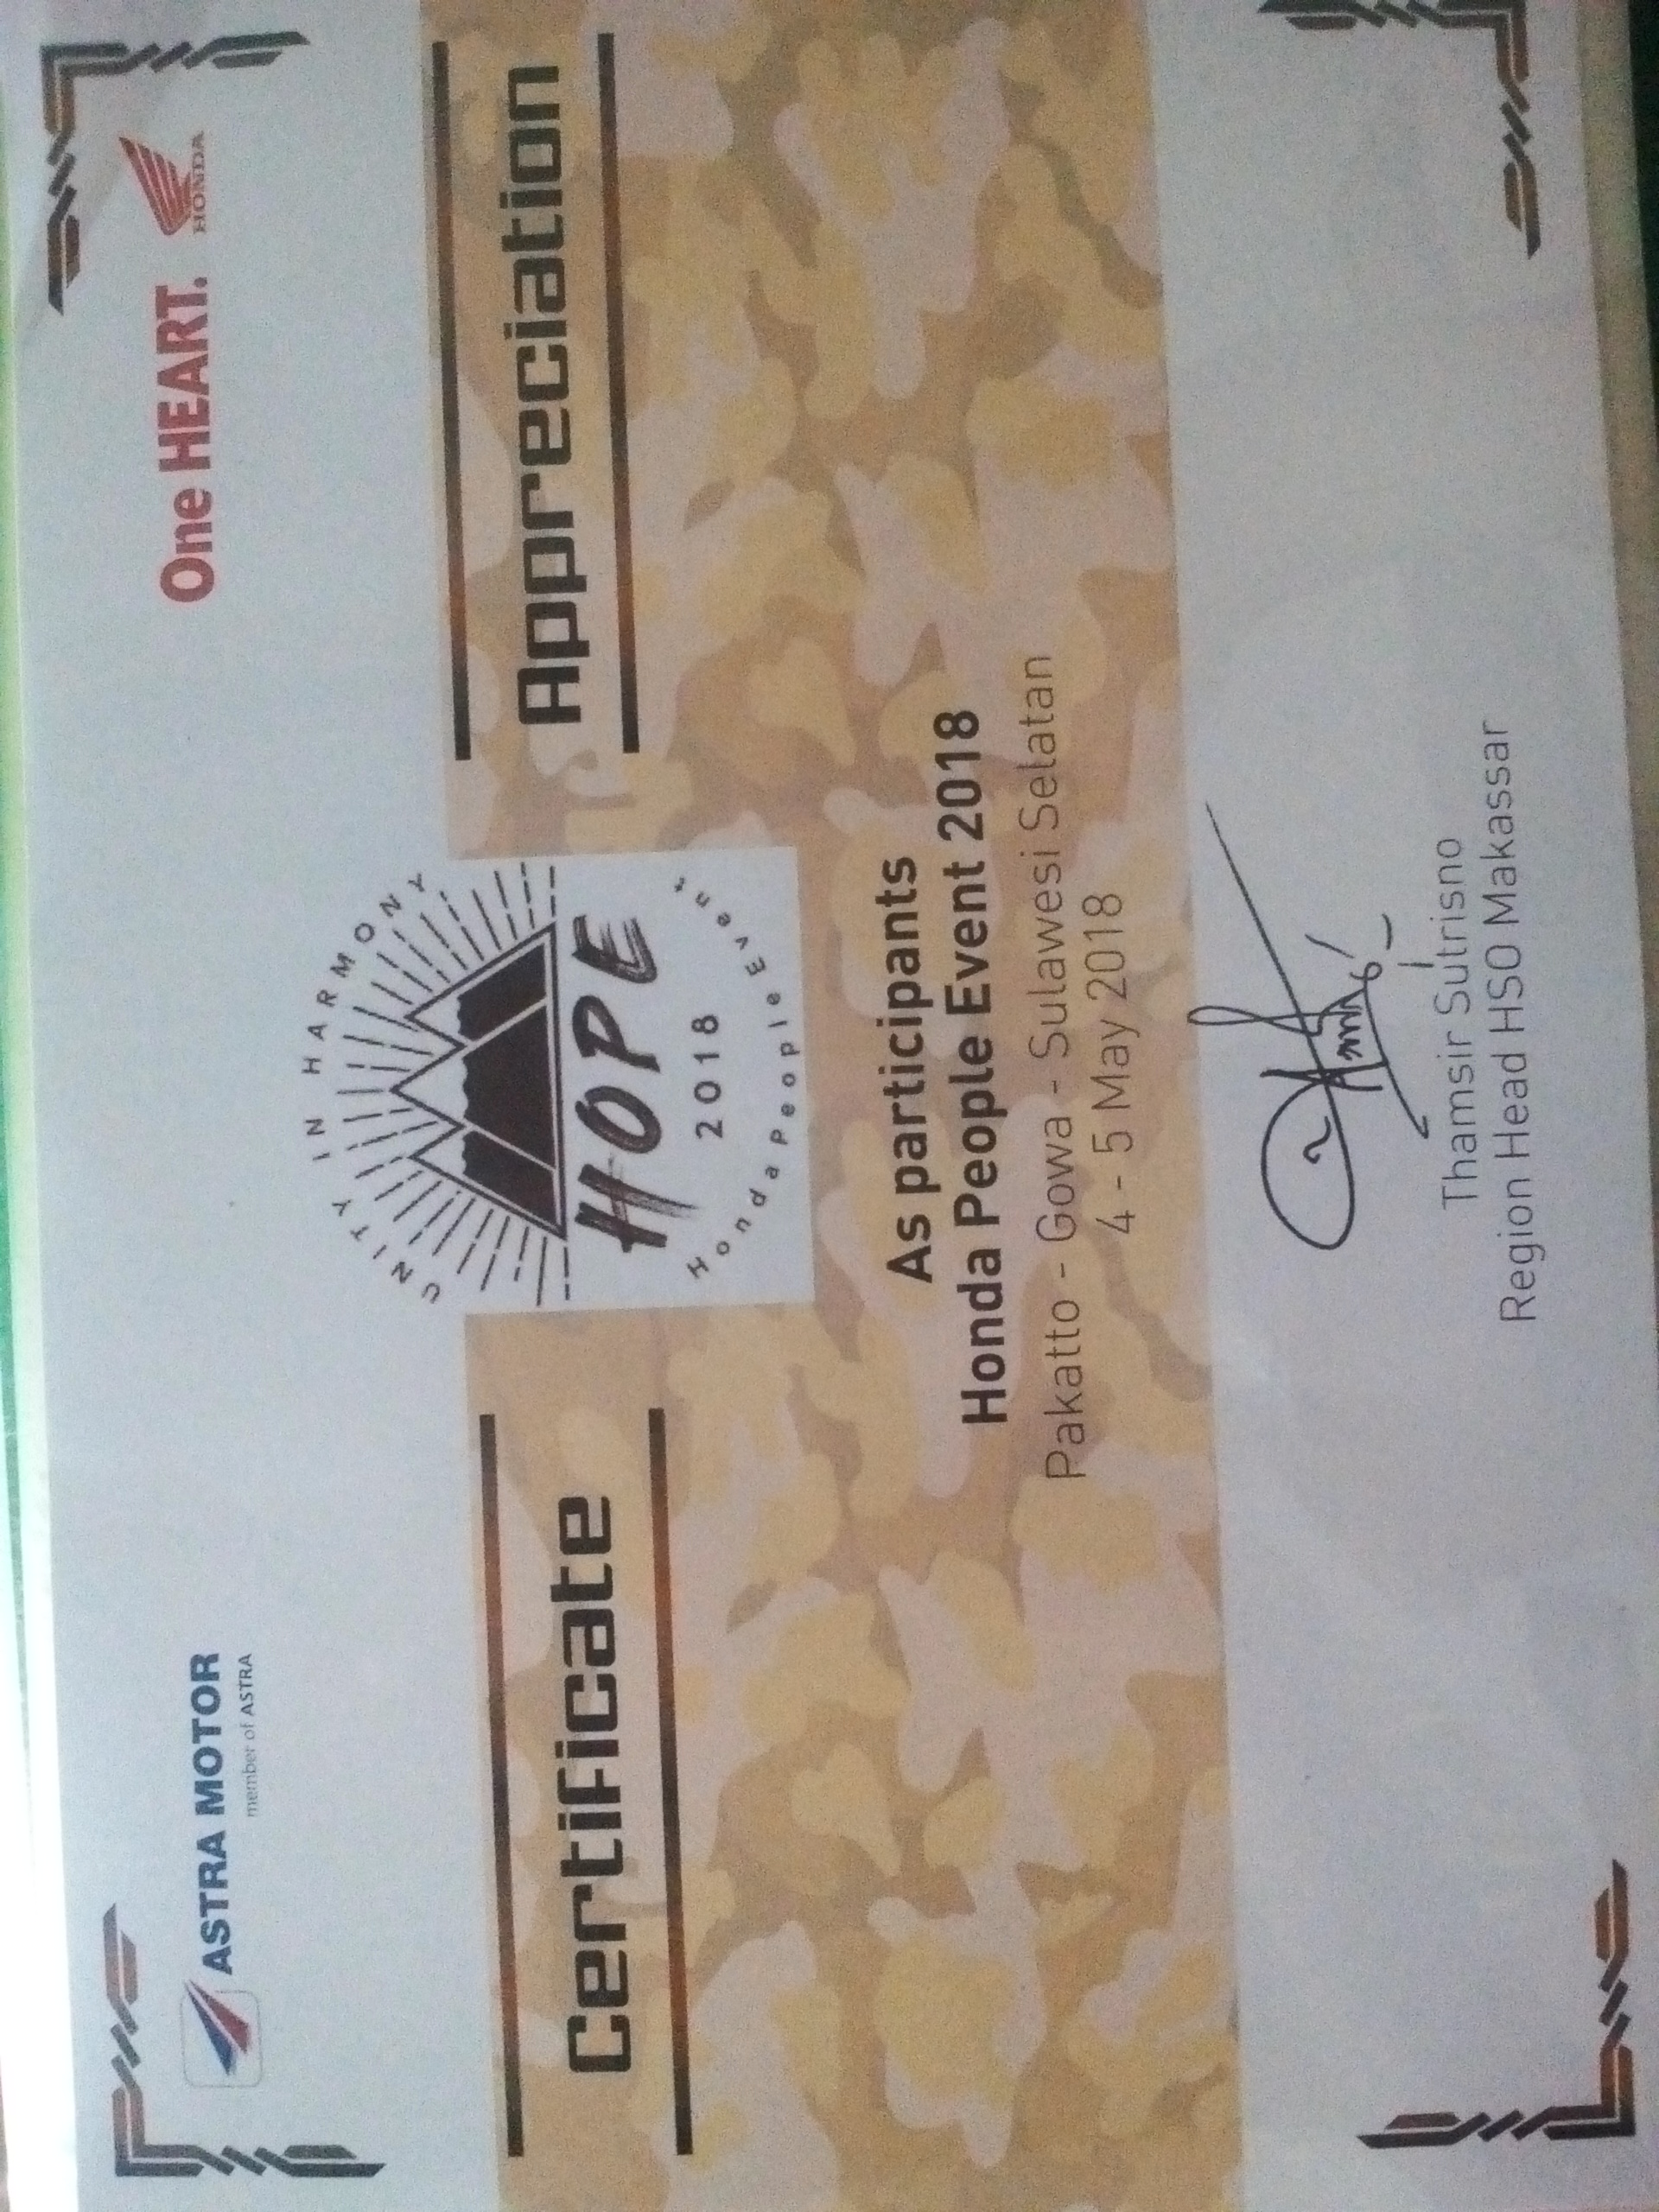 ASTRA MOTOR
member of ASTRA
One HEART.
HONDA
UNITY IN HARMONY
HOPE
2018
Honda People Event
Certificate
Appreciation
As participants
Honda People Event 2018
Pakatto - Gowa - Sulawesi Selatan
4 - 5 May 2018
Thamsir Sutrisno
Region Head HSO Makassar